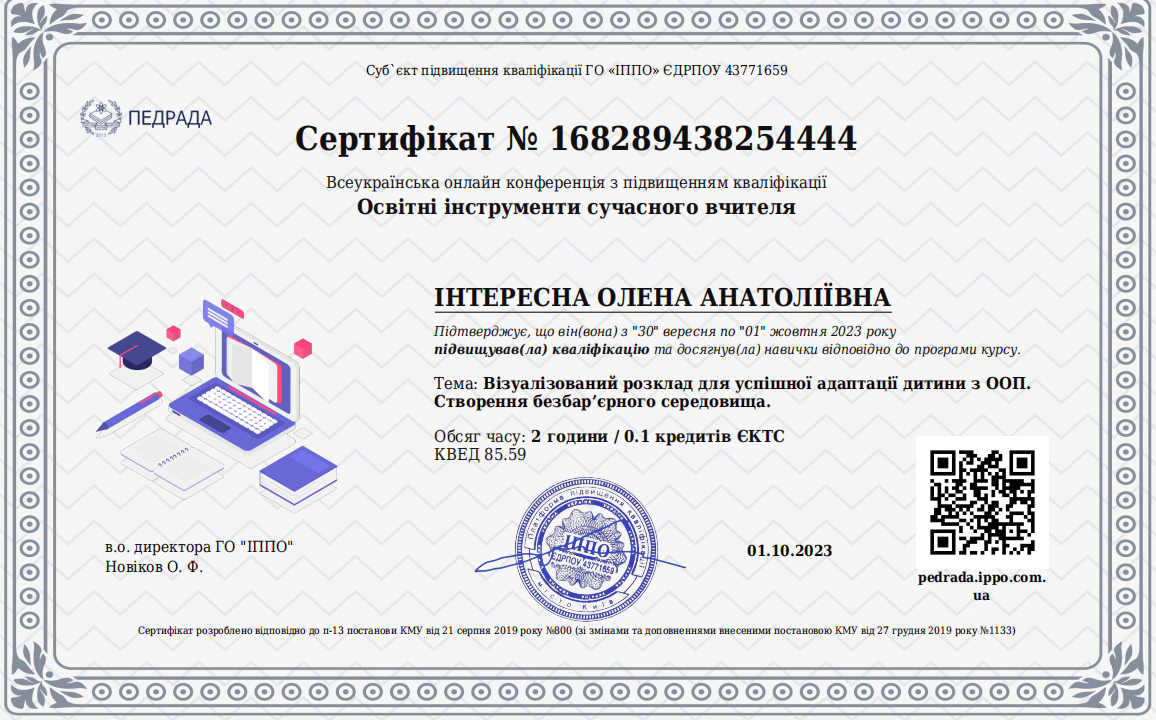 Суб`єкт підвищення кваліфікації ГО «ІППО» ЄДРПОУ 43771659
ПЕДРАДА
Сертифікат № 168289438254444
Всеукраїнська онлайн конференція з підвищенням кваліфікації
Освітні інструменти сучасного вчителя
ІНТЕРЕСНА ОЛЕНА АНАТОЛІЇВНА
Підтверджує, що він(вона) з "30" вересня по "01" жовтня 2023 року
підвищував(ла) кваліфікацію та досягнув(ла) навички відповідно до програми курсу.
Тема: Візуалізований розклад для успішної адаптації дитини з ООП.
Створення безбар’єрного середовища.
Обсяг часу: 2 години / 0.1 кредитів ЄКТС
КВЕД 85.59
Платформа підвищення кваліфікації
ІППО
ЄДРПОУ 43771659
місто Київ
в.о. директора ГО "ІППО"
Новіков О. Ф.
01.10.2023
pedrada.ippo.com.
ua
Сертифікат розроблено відповідно до п-13 постанови КМУ від 21 серпня 2019 року №800 (зі змінами та доповненнями внесеними постановою КМУ від 27 грудня 2019 року №1133)